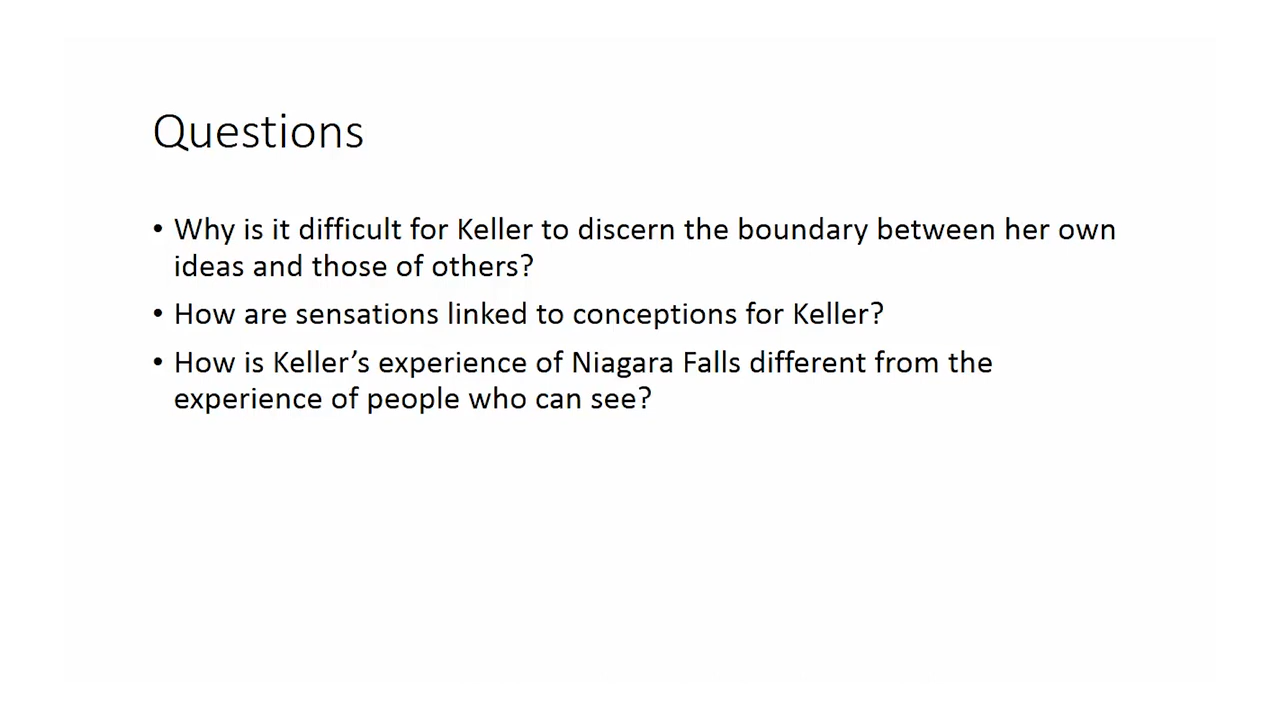 Questions
• Why is it difficult for Keller to discern the boundary between her own
ideas and those of others?
• How are sensations linked to conceptions for Keller?
• How is Keller’s experience of Niagara Falls different from the
experience of people who can see?